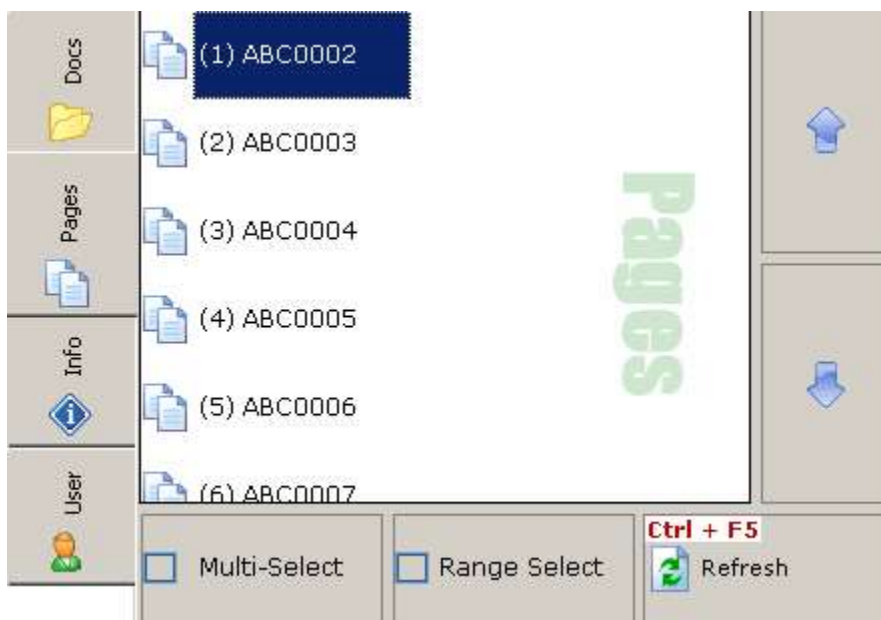 Docs
Pages
Info
User
(1) ABC0002
(2) ABC0003
(3) ABC0004
(4) ABC0005
(5) ABC0006
(6) ABC0007
Pages
Multi-Select
Range Select
Ctrl + F5
Refresh